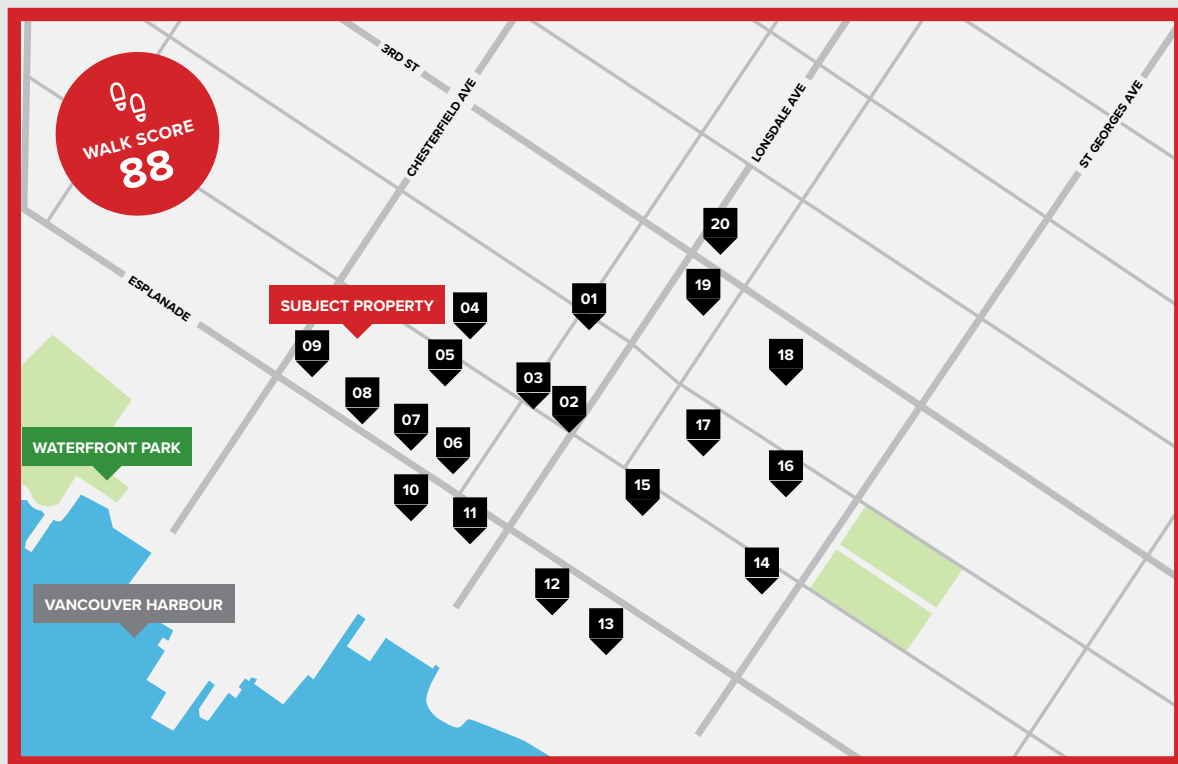 3RD ST
CHESTERFIELD AVE
LONSDALE AVE
ST GEORGES AVE
WALK SCORE
88
20
ESPLANADE
SUBJECT PROPERTY
04
01
19
09
05
18
03
02
08
07
17
06
WATERFRONT PARK
16
10
15
11
14
12
VANCOUVER HARBOUR
13